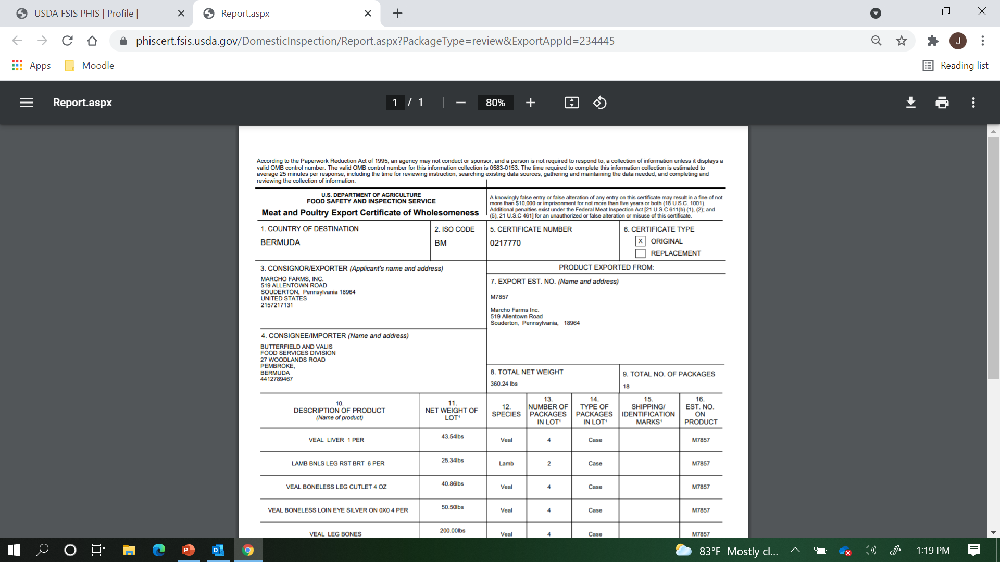 USDA FSIS PHIS | Profile |
Report.aspx
phiscert.fsis.usda.gov/DomesticInspection/Report.aspx?PackageType=review&ExportAppId=234445
J
Apps
Moodle
Reading list
Report.aspx
1 / 1
80%
According to the Paperwork Reduction Act of 1995, an agency may not conduct or sponsor, and a person is not required to respond to, a collection of information unless it displays a
valid OMB control number. The valid OMB control number for this information collection is 0583-0153. The time required to complete this information collection is estimated to
average 25 minutes per response, including the time for reviewing instruction, searching existing data sources, gathering and maintaining the data needed, and completing and
reviewing the collection of information.
U.S. DEPARTMENT OF AGRICULTURE
FOOD SAFETY AND INSPECTION SERVICE
Meat and Poultry Export Certificate of Wholesomeness
A knowingly false entry or false alteration of any entry on this certificate may result in a fine of not
more than $10,000 or imprisonment for not more than five years or both (18 U.S.C. 1001).
Additional penalties exist under the Federal Meat Inspection Act [21 U.S.C 611(b) (1), (2); and
(5), 21 U.S.C 461] for an unauthorized or false alteration or misuse of this certificate.
1. COUNTRY OF DESTINATION
BERMUDA
2. ISO CODE
BM
5. CERTIFICATE NUMBER
0217770
6. CERTIFICATE TYPE
X ORIGINAL
REPLACEMENT
3. CONSIGNOR/EXPORTER (Applicant's name and address)
MARCHO FARMS, INC.
519 ALLENTOWN ROAD
SOUDERTON, Pennsylvania 18964
UNITED STATES
2157217131
PRODUCT EXPORTED FROM:
7. EXPORT EST. NO. (Name and address)
M7857
Marcho Farms Inc.
519 Allentown Road
Souderton, Pennsylvania, 18964
4. CONSIGNEE/IMPORTER (Name and address)
BUTTERFIELD AND VALIS
FOOD SERVICES DIVISION
27 WOODLANDS ROAD
PEMBROKE,
BERMUDA
4412789467
8. TOTAL NET WEIGHT
360.24 lbs
9. TOTAL NO. OF PACKAGES
18
10.
DESCRIPTION OF PRODUCT
(Name of product)
11.
NET WEIGHT OF
LOT¹
12.
SPECIES
13.
NUMBER OF
PACKAGES
IN LOT¹
14.
TYPE OF
PACKAGES
IN LOT¹
15.
SHIPPING/
IDENTIFICATION
MARKS¹
16.
EST. NO.
ON
PRODUCT
VEAL LIVER 1 PER 43.54lbs Veal 4 Case M7857
LAMB BNLS LEG RST BRT 6 PER 25.34lbs Lamb 2 Case M7857
VEAL BONELESS LEG CUTLET 4 OZ 40.86lbs Veal 4 Case M7857
VEAL BONELESS LOIN EYE SILVER ON 0X0 4 PER 50.50lbs Veal 4 Case M7857
VEAL LEG BONES 200.00lbs Veal 4 Case M7857
83°F Mostly cl...
1:19 PM